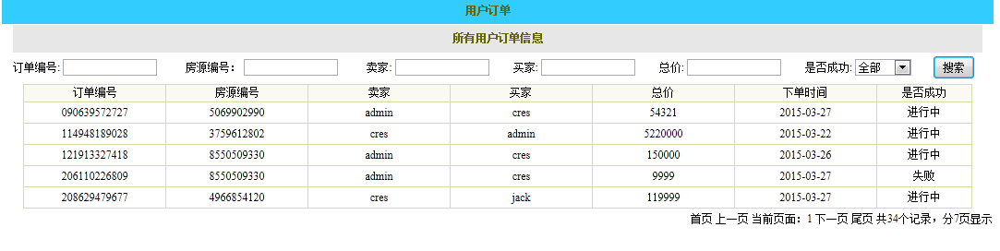 用户订单
所有用户订单信息
订单编号: 房源编号： 卖家: 买家: 总价: 是否成功: 全部 搜索
订单编号 房源编号 卖家 买家 总价 下单时间 是否成功
090639572727 5069902990 admin cres 54321 2015-03-27 进行中
114948189028 3759612802 cres admin 5220000 2015-03-22 进行中
121913327418 8550509330 admin cres 150000 2015-03-26 进行中
206110226809 8550509330 admin cres 9999 2015-03-27 失败
208629479677 4966854120 cres jack 119999 2015-03-27 进行中
首页 上一页 当前页面：1 下一页 尾页 共34个记录，分7页显示